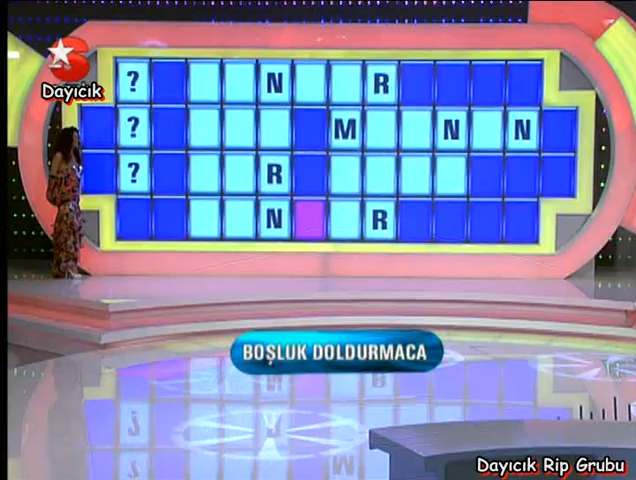 Dayıcık
? N R
? M N N
? R
N R
BOŞLUK DOLDURMACA
Dayıcık Rip Grubu